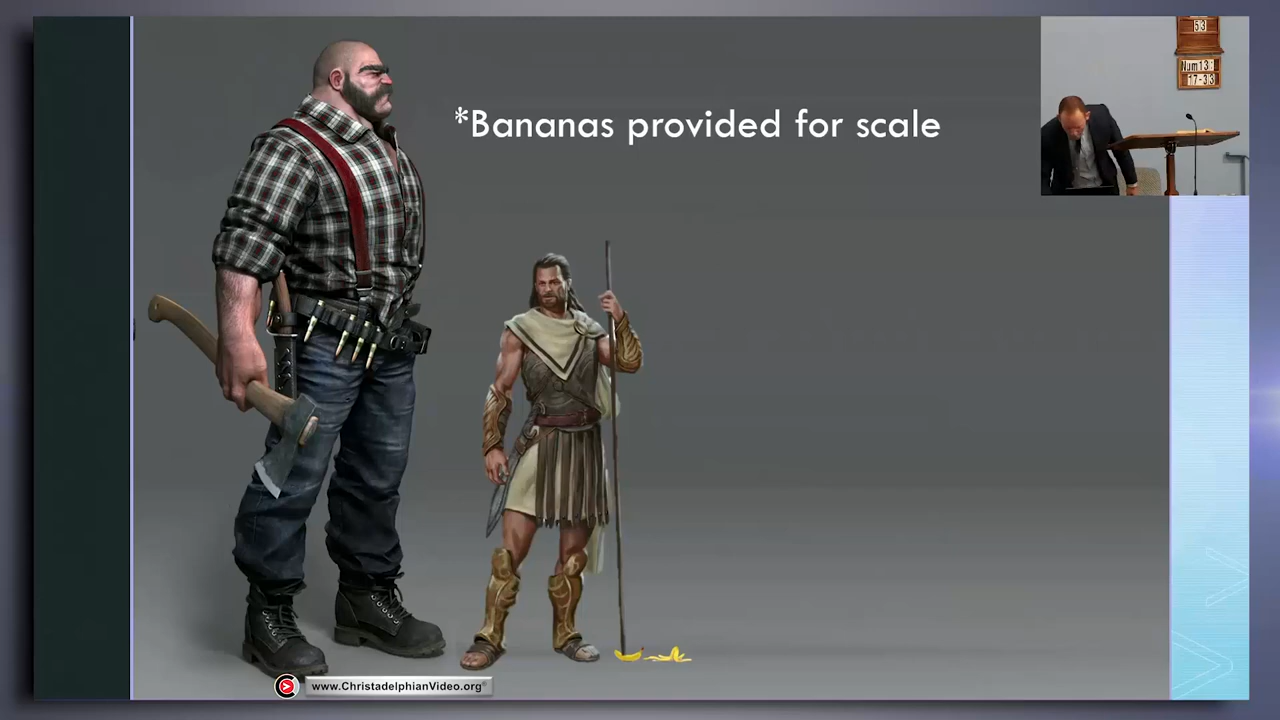 *Bananas provided for scale
53
Num13:
17-33
www.ChristadelphianVideo.org®